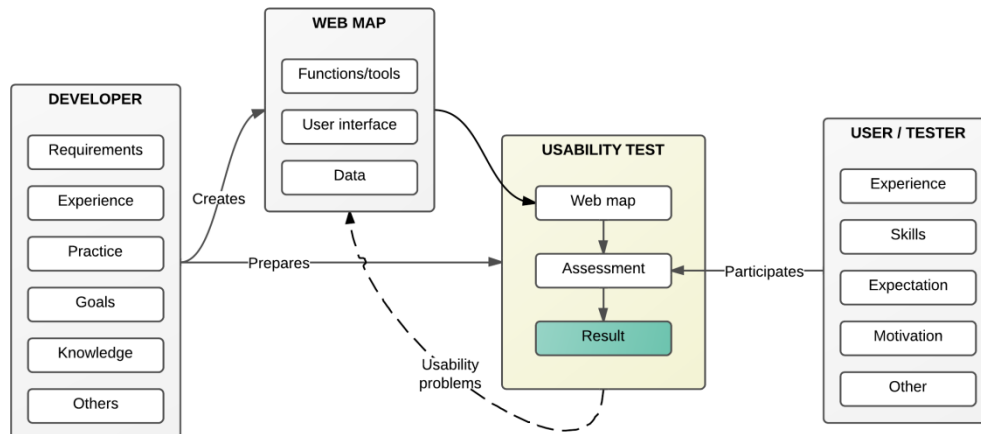 WEB MAP
Functions/tools
User interface
Data
DEVELOPER
Requirements
Experience
Practice
Goals
Knowledge
Others
Creates
Prepares
USABILITY TEST
Web map
Assessment
Result
Usability
problems
Participates
USER / TESTER
Experience
Skills
Expectation
Motivation
Other